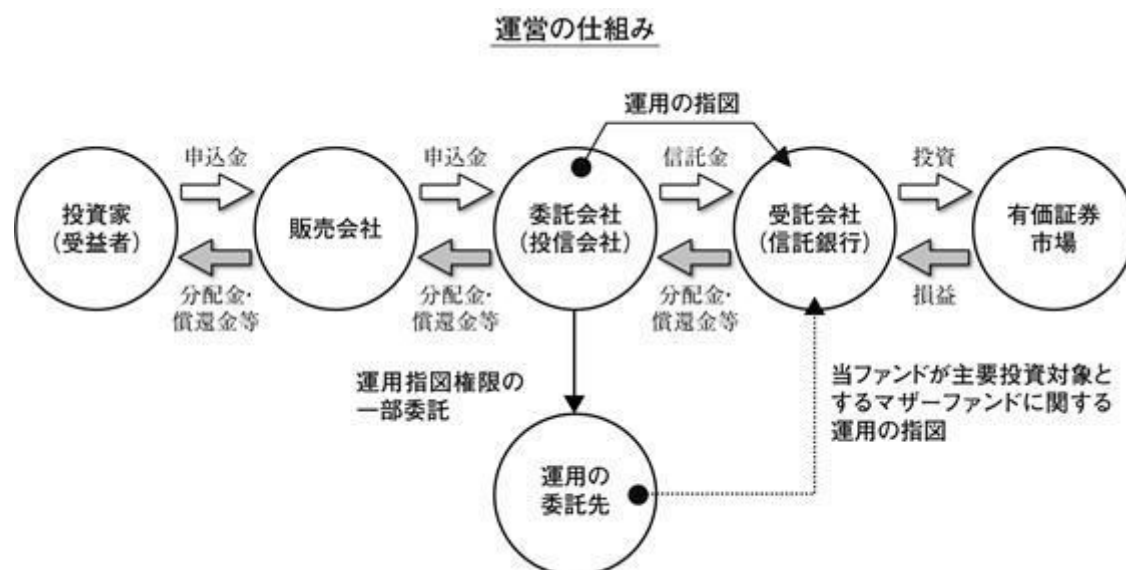 運営の仕組み
運用の指図
申込金
申込金
信託金
投資
投資家
(受益者)
販売会社
委託会社
(投信会社)
受託会社
(信託銀行)
有価証券
市場
分配金・
償還金等
分配金・
償還金等
分配金・
償還金等
損益
運用指図権限の
一部委託
当ファンドが主要投資対象と
するマザーファンドに関する
運用の指図
運用の
委託先